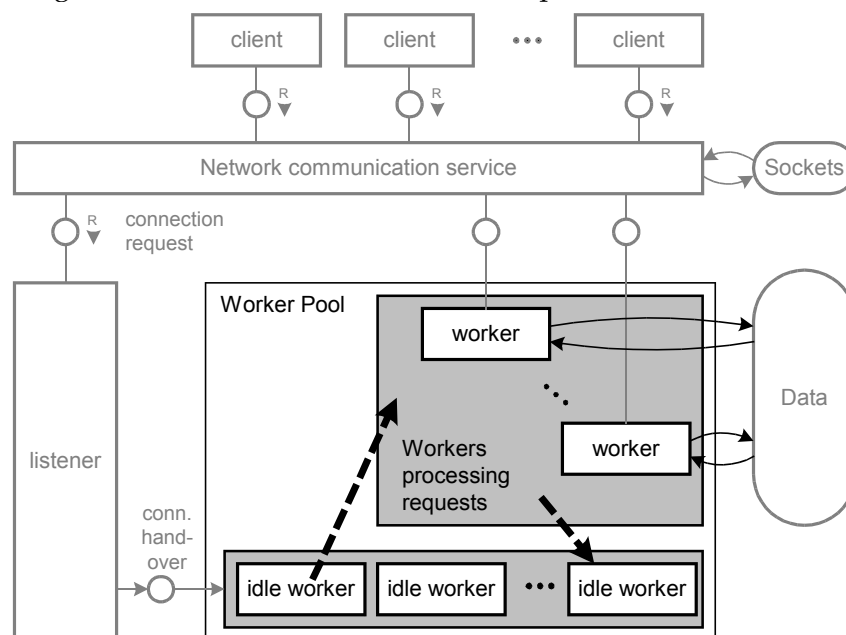 client
client
client
R
R
R
Network communication service
Sockets
R
connection
request
Worker Pool
worker
Data
worker
Workers
processing
requests
listener
conn.
hand-
over
idle worker
idle worker
idle worker